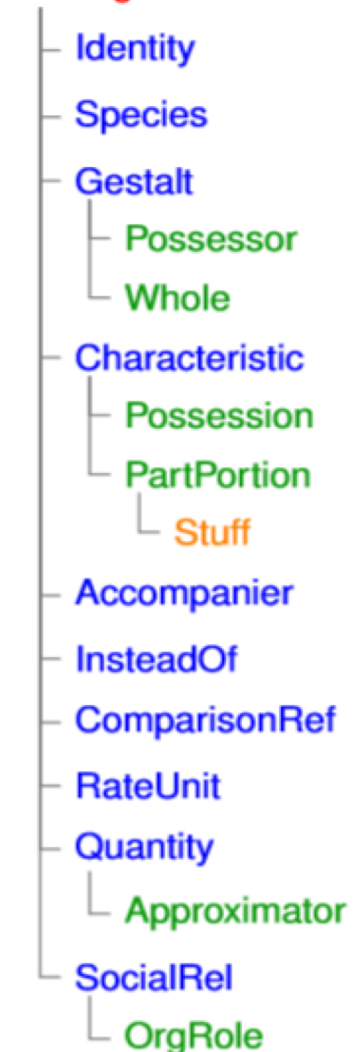 Identity
Species
Gestalt
Possessor
Whole
Characteristic
Possession
PartPortion
Stuff
Accompanier
InsteadOf
ComparisonRef
RateUnit
Quantity
Approximator
SocialRel
OrgRole